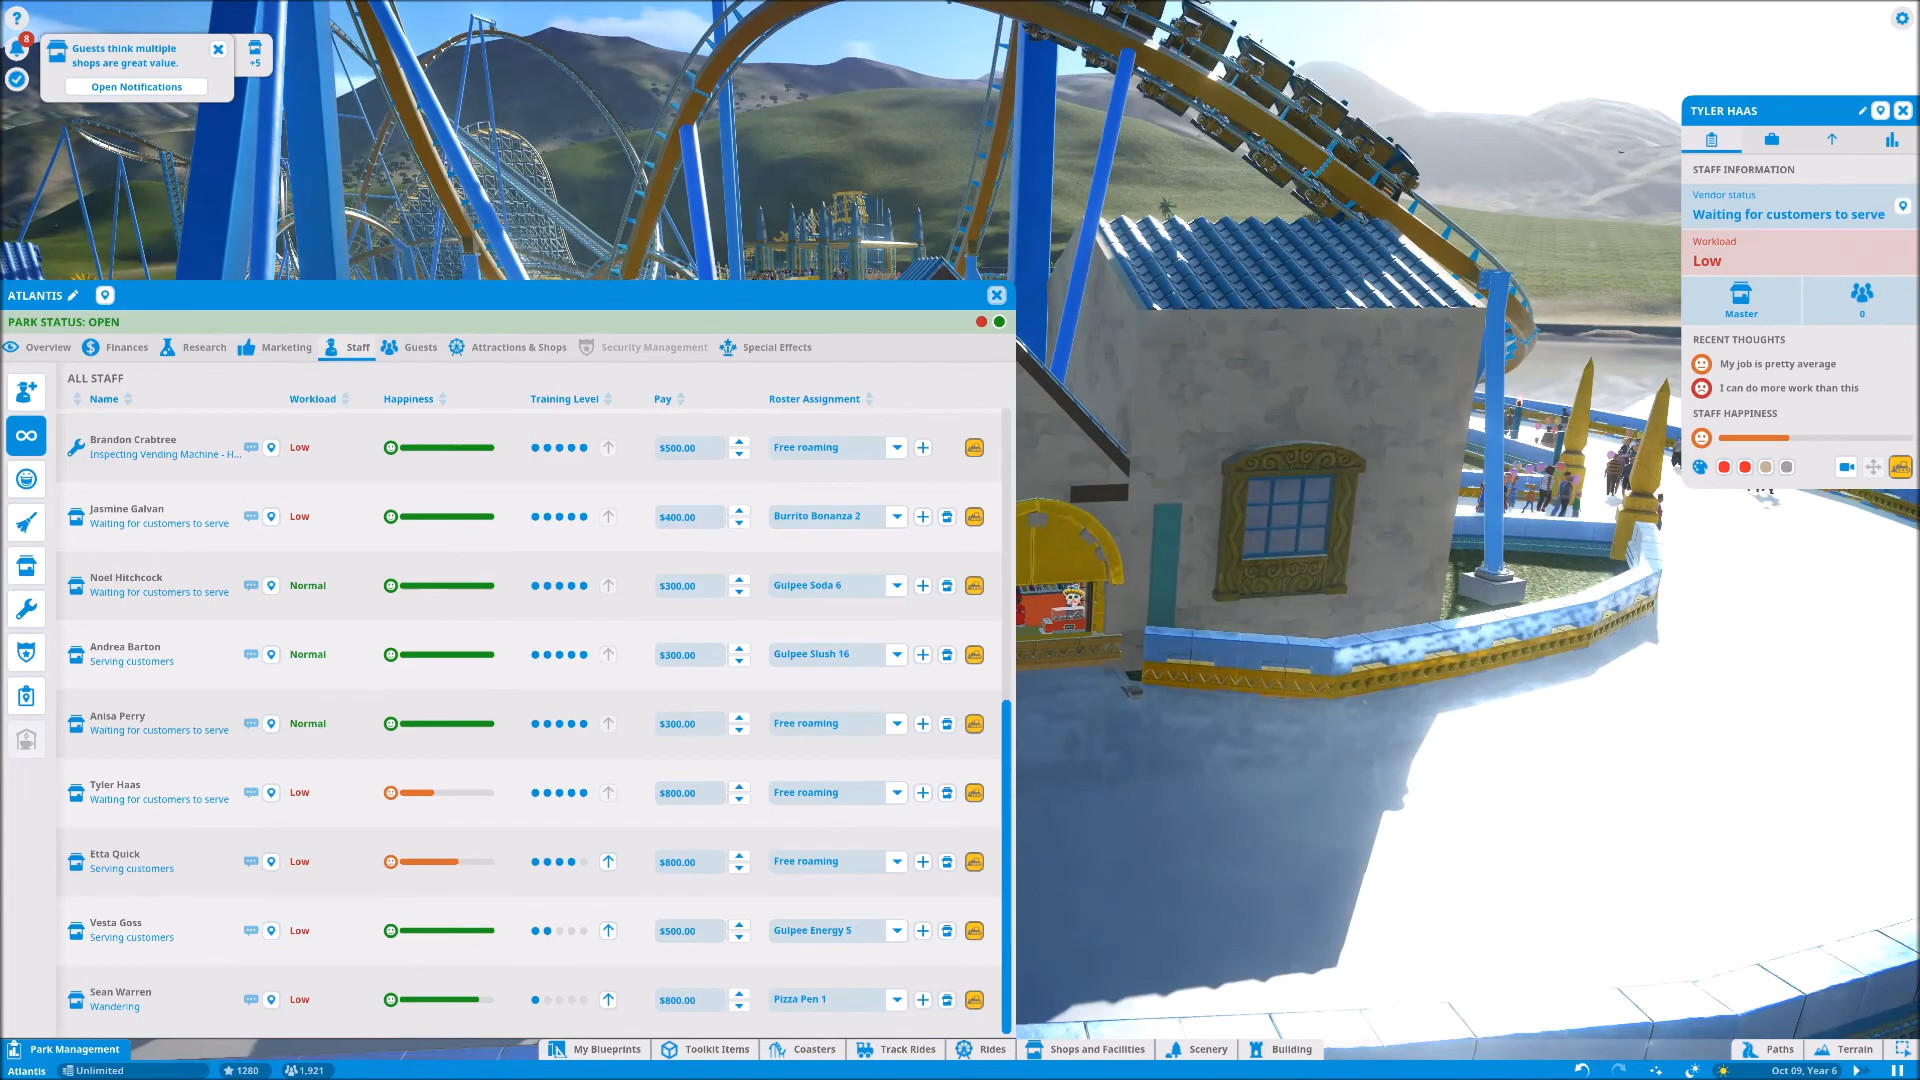 ?
8
Guests think multiple
shops are great value.
+5
Open Notifications
TYLER HAAS
STAFF INFORMATION
Vendor status
Waiting for customers to serve
Workload
Low
Master
0
RECENT THOUGHTS
My job is pretty average
I can do more work than this
STAFF HAPPINESS
ATLANTIS
PARK STATUS: OPEN
Overview Finances Research Marketing Staff Guests Attractions & Shops Security Management Special Effects
ALL STAFF
Name Workload Happiness Training Level Pay Roster Assignment
Brandon Crabtree
Inspecting Vending Machine - H... Low $500.00 Free roaming
Jasmine Galvan
Waiting for customers to serve Low $400.00 Burrito Bonanza 2
Noel Hitchcock
Waiting for customers to serve Normal $300.00 Gulpee Soda 6
Andrea Barton
Serving customers Normal $300.00 Gulpee Slush 16
Anisa Perry
Waiting for customers to serve Normal $300.00 Free roaming
Tyler Haas
Waiting for customers to serve Low $800.00 Free roaming
Etta Quick
Serving customers Low $800.00 Free roaming
Vesta Goss
Serving customers Low $500.00 Gulpee Energy 5
Sean Warren
Wandering Low $800.00 Pizza Pen 1
Park Management My Blueprints Toolkit Items Coasters Track Rides Rides Shops and Facilities Scenery Building Paths Terrain
Atlantis Unlimited 1280 1,921 Oct 09, Year 6